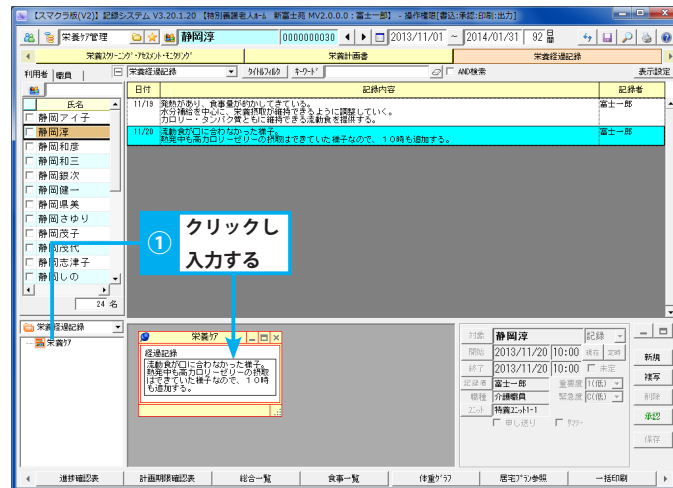 【スマクラ版(V2)】記録システム V3.20.1.20 【特別養護老人ホーム 新富士苑 MV2.0.0.0：富士一郎】 - 操作権限[書込:承認:印刷:出力]
栄養ケア管理 静岡淳 0000000030 2013/11/01 ~ 2014/01/31 92日間
栄養スクリーニング・アセスメント・モニタリング 栄養計画書 栄養経過記録
利用者 職員 栄養経過記録 タイトルフィルタ キーワード AND検索 表示設定
日付 記録内容 記録者
氏名
11/19 発熱があり、食事量が約かしてきている。 富士一郎
水分補給を中心に、栄養摂取が維持できるように調整していく。
カロリー・タンパク質ともに維持できる流動食を提供する。
11/20 流動食が口に合わなかった様子。 富士一郎
熱発中も高カロリーゼリーの摂取はできていた様子なので、１０時も追加する。
静岡アイ子
静岡淳
静岡和彦
静岡和三
静岡銀次
静岡健一
静岡県美
静岡さゆり
静岡茂子
静岡茂代
静岡志津子
静岡しの
24 名
① クリックし
入力する
栄養経過記録
栄養ケア
栄養ケア
経過記録
流動食が口に合わなかった様子。
熱発中も高カロリーゼリーの摂取
はできていた様子なので、１０時
も追加する。
対象 静岡淳 記録
開始 2013/11/20 10:00 現在 定時
終了 2013/11/20 10:00 未定
記録者 富士一郎 重要度 1(低)
職種 介護職員 緊急度 C(低)
ユニット 特養ユニット1-1
申し送り サマリー
新規
複写
削除
承認
保存
進捗確認表 計画期限確認表 総合一覧 食事一覧 体重グラフ 居宅プラン参照 一括印刷